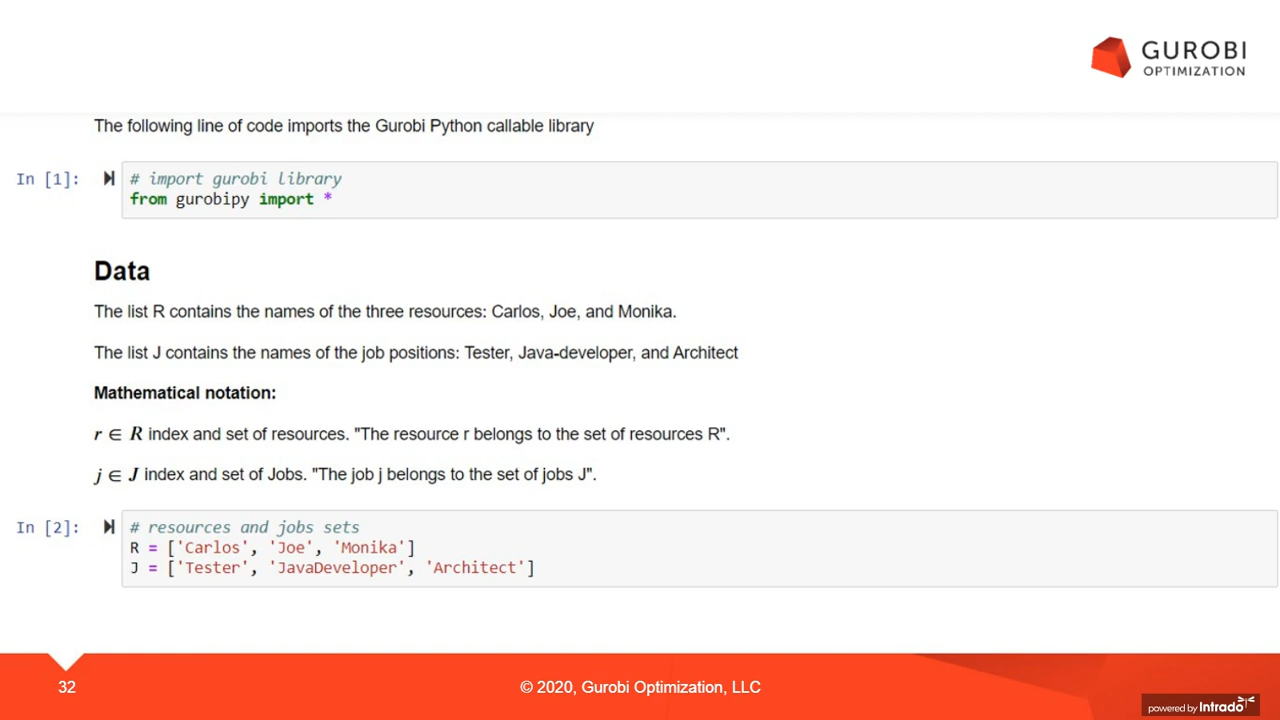 GUROBI
OPTIMIZATION
The following line of code imports the Gurobi Python callable library
In [1]:
# import gurobi library
from gurobipy import *
Data
The list R contains the names of the three resources: Carlos, Joe, and Monika.
The list J contains the names of the job positions: Tester, Java-developer, and Architect
Mathematical notation:
r ∈ R index and set of resources. "The resource r belongs to the set of resources R".
j ∈ J index and set of Jobs. "The job j belongs to the set of jobs J".
In [2]:
# resources and jobs sets
R = ['Carlos', 'Joe', 'Monika']
J = ['Tester', 'JavaDeveloper', 'Architect']
32
© 2020, Gurobi Optimization, LLC
powered by Intrado